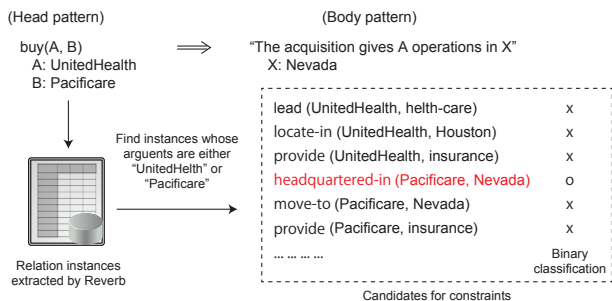 (Head pattern)
(Body pattern)
buy(A, B)
A: UnitedHealth
B: Pacificare
⇒
“The acquisition gives A operations in X”
X: Nevada
Find instances whose
arguents are either
“UnitedHelth” or
“Pacificare”
Relation instances
extracted by Reverb
lead (UnitedHealth, helth-care) x
locate-in (UnitedHealth, Houston) x
provide (UnitedHealth, insurance) x
headquartered-in (Pacificare, Nevada) o
move-to (Pacificare, Nevada) x
provide (Pacificare, insurance) x
... ... ... ...
Binary
classification
Candidates for constraints